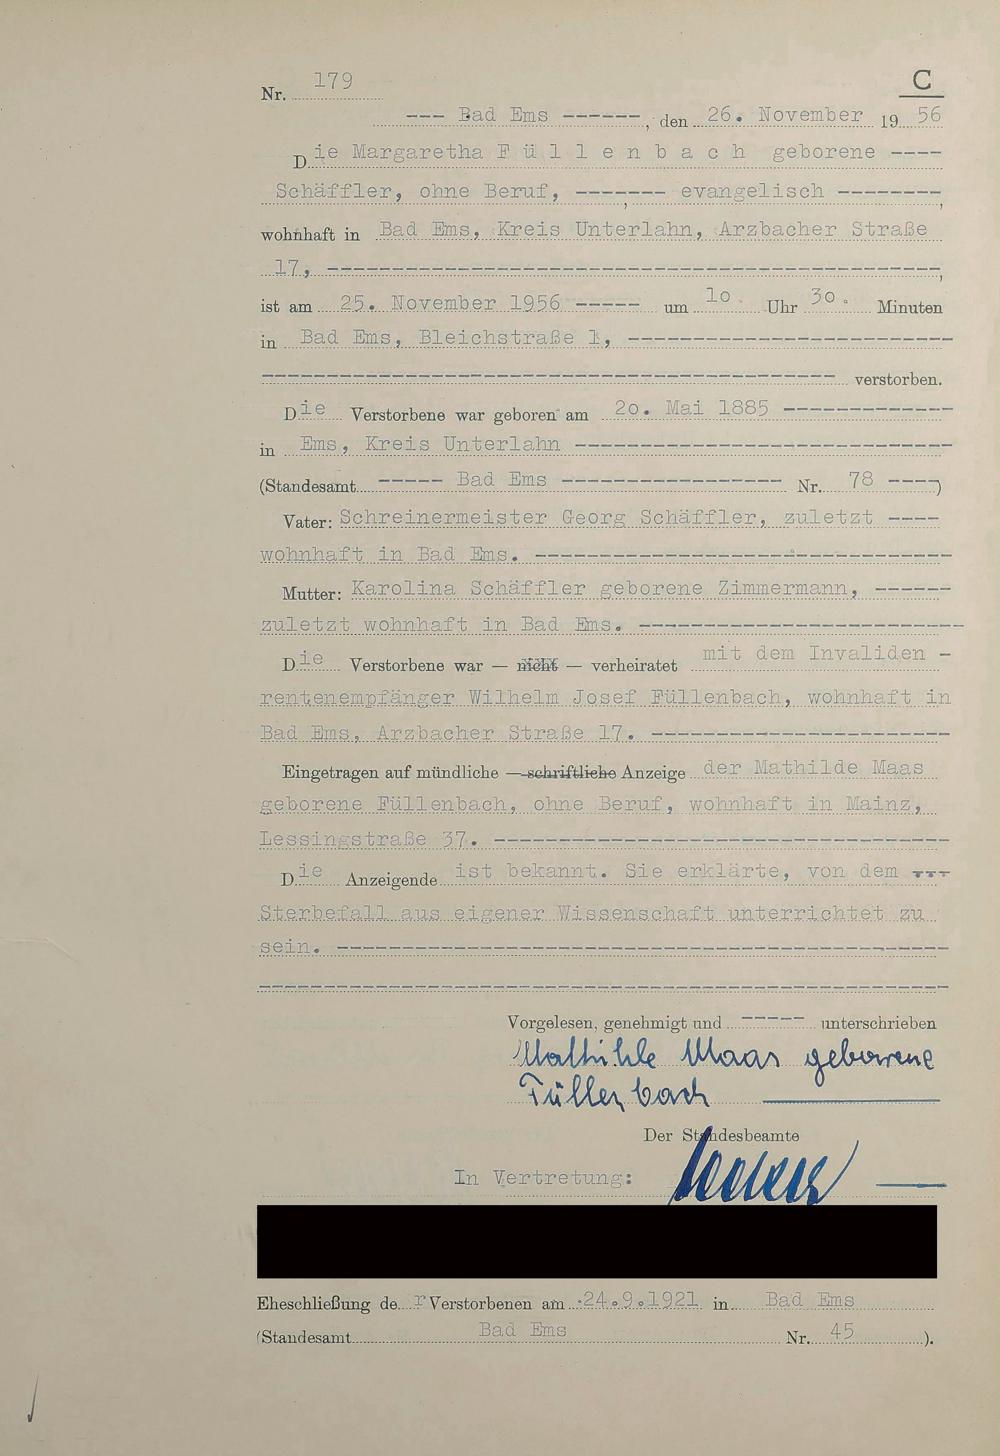 C
Nr. 179
--- Bad Ems ------, den 26. November 1956
Die Margaretha F ü l l e n b a c h geborene ----
Schäffler, ohne Beruf, ------- evangelisch --------,
wohnhaft in Bad Ems, Kreis Unterlahn, Arzbacher Straße
17, ----------------------------------------------,
ist am 25. November 1956 ----- um 10 Uhr 30. Minuten
in Bad Ems, Bleichstraße 1, -------------------------
-------------------------------------------- verstorben.
Die Verstorbene war geboren am 20. Mai 1885 -------------
in Ems, Kreis Unterlahn -----------------------------
(Standesamt ----- Bad Ems ----------------- Nr. 78 ----)
Vater: Schreinermeister Georg Schäffler, zuletzt ----
wohnhaft in Bad Ems. --------------------------------
Mutter: Karolina Schäffler geborene Zimmermann, ------
zuletzt wohnhaft in Bad Ems. -------------------------
Die Verstorbene war — nicht — verheiratet mit dem Invaliden -
rentenempfänger Wilhelm Josef Füllenbach, wohnhaft in
Bad Ems, Arzbacher Straße 17. -----------------------
Eingetragen auf mündliche — schriftliche Anzeige der Mathilde Maas
geborene Füllenbach, ohne Beruf, wohnhaft in Mainz,
Lessingstraße 37. -----------------------------------
Die Anzeigende ist bekannt. Sie erklärte, von dem ---
Sterbefall aus eigener Wissenschaft unterrichtet zu
sein. -----------------------------------------------
-----------------------------------------------------
Vorgelesen, genehmigt und ----- unterschrieben
Mathilde Maas geborene
Füllenbach
Der Standesbeamte
In Vertretung:
Eheschließung der Verstorbenen am 24.9.1921 in Bad Ems
(Standesamt Bad Ems Nr. 45).